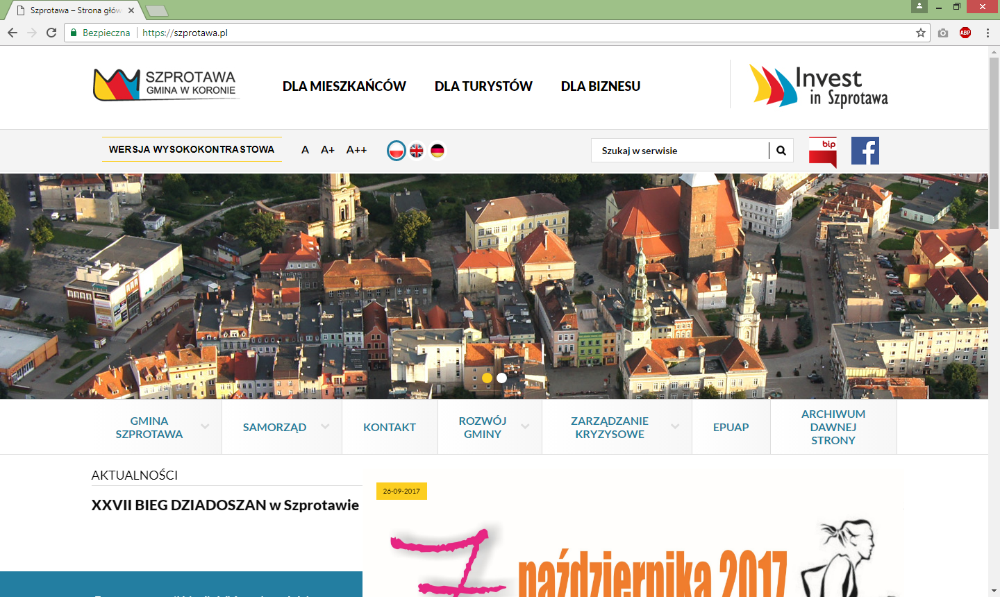 Szprotawa – Strona głów
Bezpieczna
https://szprotawa.pl
ABP
SZPROTAWA
GMINA W KORONIE
DLA MIESZKAŃCÓW
DLA TURYSTÓW
DLA BIZNESU
Invest
in Szprotawa
WERSJA WYSOKOKONTRASTOWA
A
A+
A++
Szukaj w serwisie
bip
f
GMINA
SZPROTAWA
SAMORZĄD
KONTAKT
ROZWÓJ
GMINY
ZARZĄDZANIE
KRYZYSOWE
EPUAP
ARCHIWUM
DAWNEJ
STRONY
AKTUALNOŚCI
XXVII BIEG DZIADOSZAN w Szprotawie
26-09-2017
7 października 2017